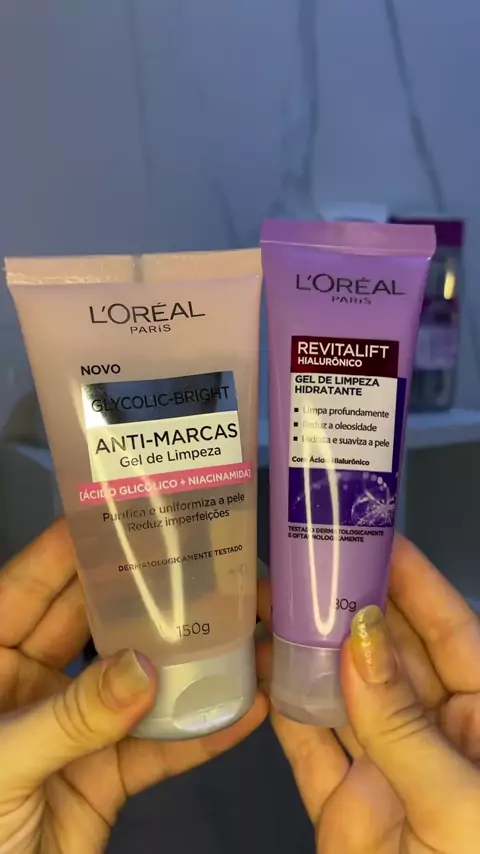 L'ORÉAL
PARIS
NOVO
GLYCOLIC-BRIGHT
ANTI-MARCAS
Gel de Limpeza
[ÁCIDO GLICÓLICO + NIACINAMIDA]
Purifica e uniformiza a pele
Reduz imperfeições
DERMATOLOGICAMENTE TESTADO
150g
L'ORÉAL
PARIS
REVITALIFT
HIALURÔNICO
GEL DE LIMPEZA
HIDRATANTE
Limpa profundamente
Reduz a oleosidade
Hidrata e suaviza a pele
Com Ácido Hialurônico
TESTADO DERMATOLOGICAMENTE
E OFTALMOLOGICAMENTE
80g